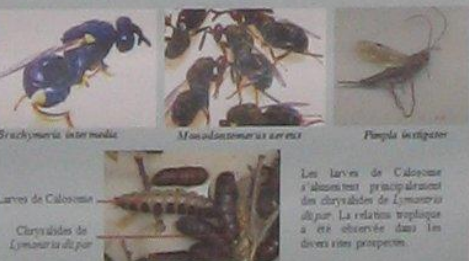 Brachymeria intermedia
Monodontomerus aereus
Pimpla instigator
Larves de Calosome
Chrysalides de
Lymantria dispar
Les larves de Calosome
s'alimentent principalement
des chrysalides de Lymantria
dispar. La relation trophique
a été observée dans les
divers sites prospectés.